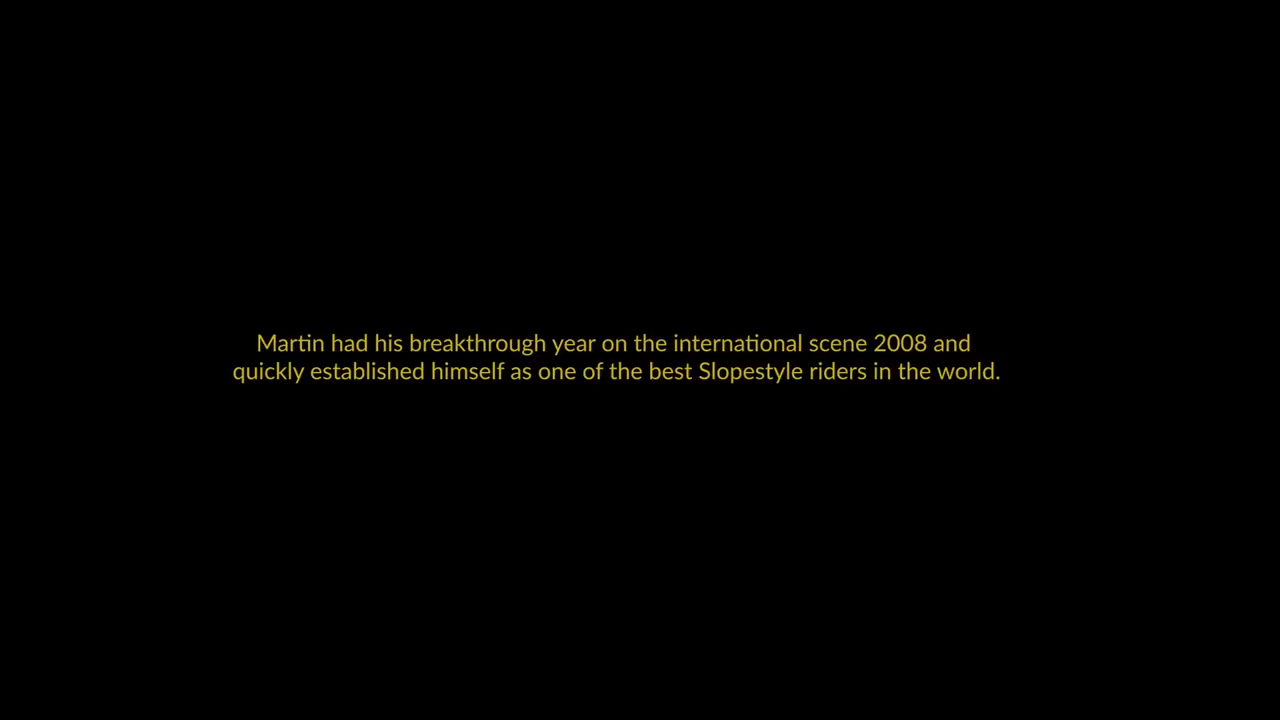 Martin had his breakthrough year on the international scene 2008 and
quickly established himself as one of the best Slopestyle riders in the world.